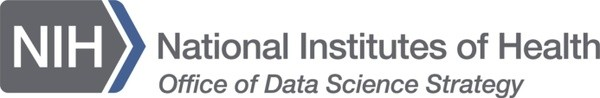 NIH National Institutes of Health
Office of Data Science Strategy